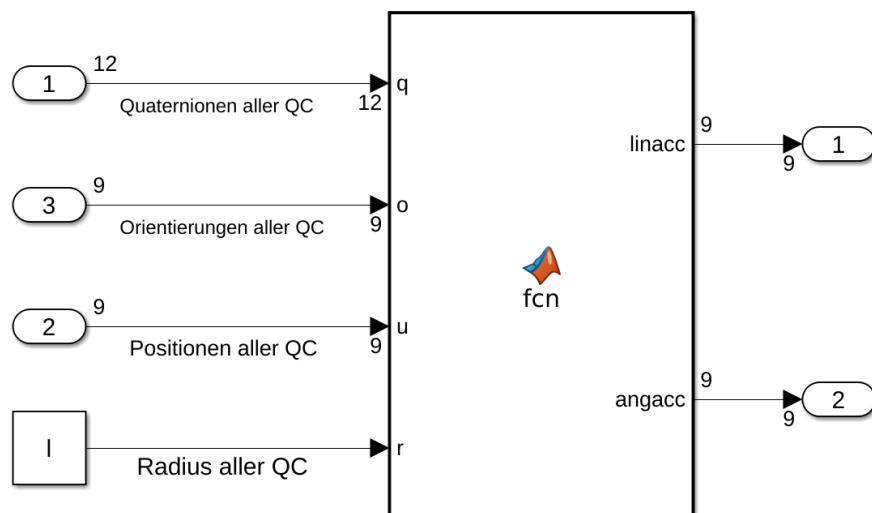 1
12
Quaternionen aller QC
12
q
3
9
Orientierungen aller QC
9
o
2
9
Positionen aller QC
9
u
l
Radius aller QC
r
fcn
linacc
9
9
1
angacc
9
9
2